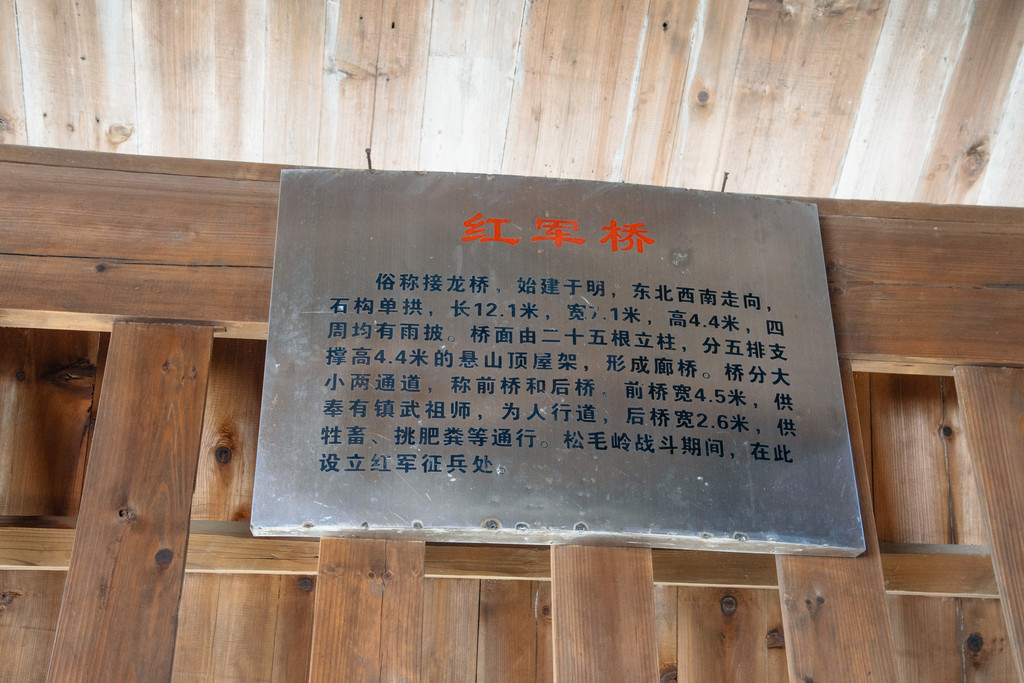 红军桥
俗称接龙桥，始建于明，东北西南走向，
石构单拱，长12.1米，宽7.1米，高4.4米，四
周均有雨披。桥面由二十五根立柱，分五排支
撑高4.4米的悬山顶屋架，形成廊桥。桥分大
小两通道，称前桥和后桥。前桥宽4.5米，供
奉有镇武祖师，为人行道；后桥宽2.6米，供
牲畜、挑肥粪等通行。松毛岭战斗期间，在此
设立红军征兵处。